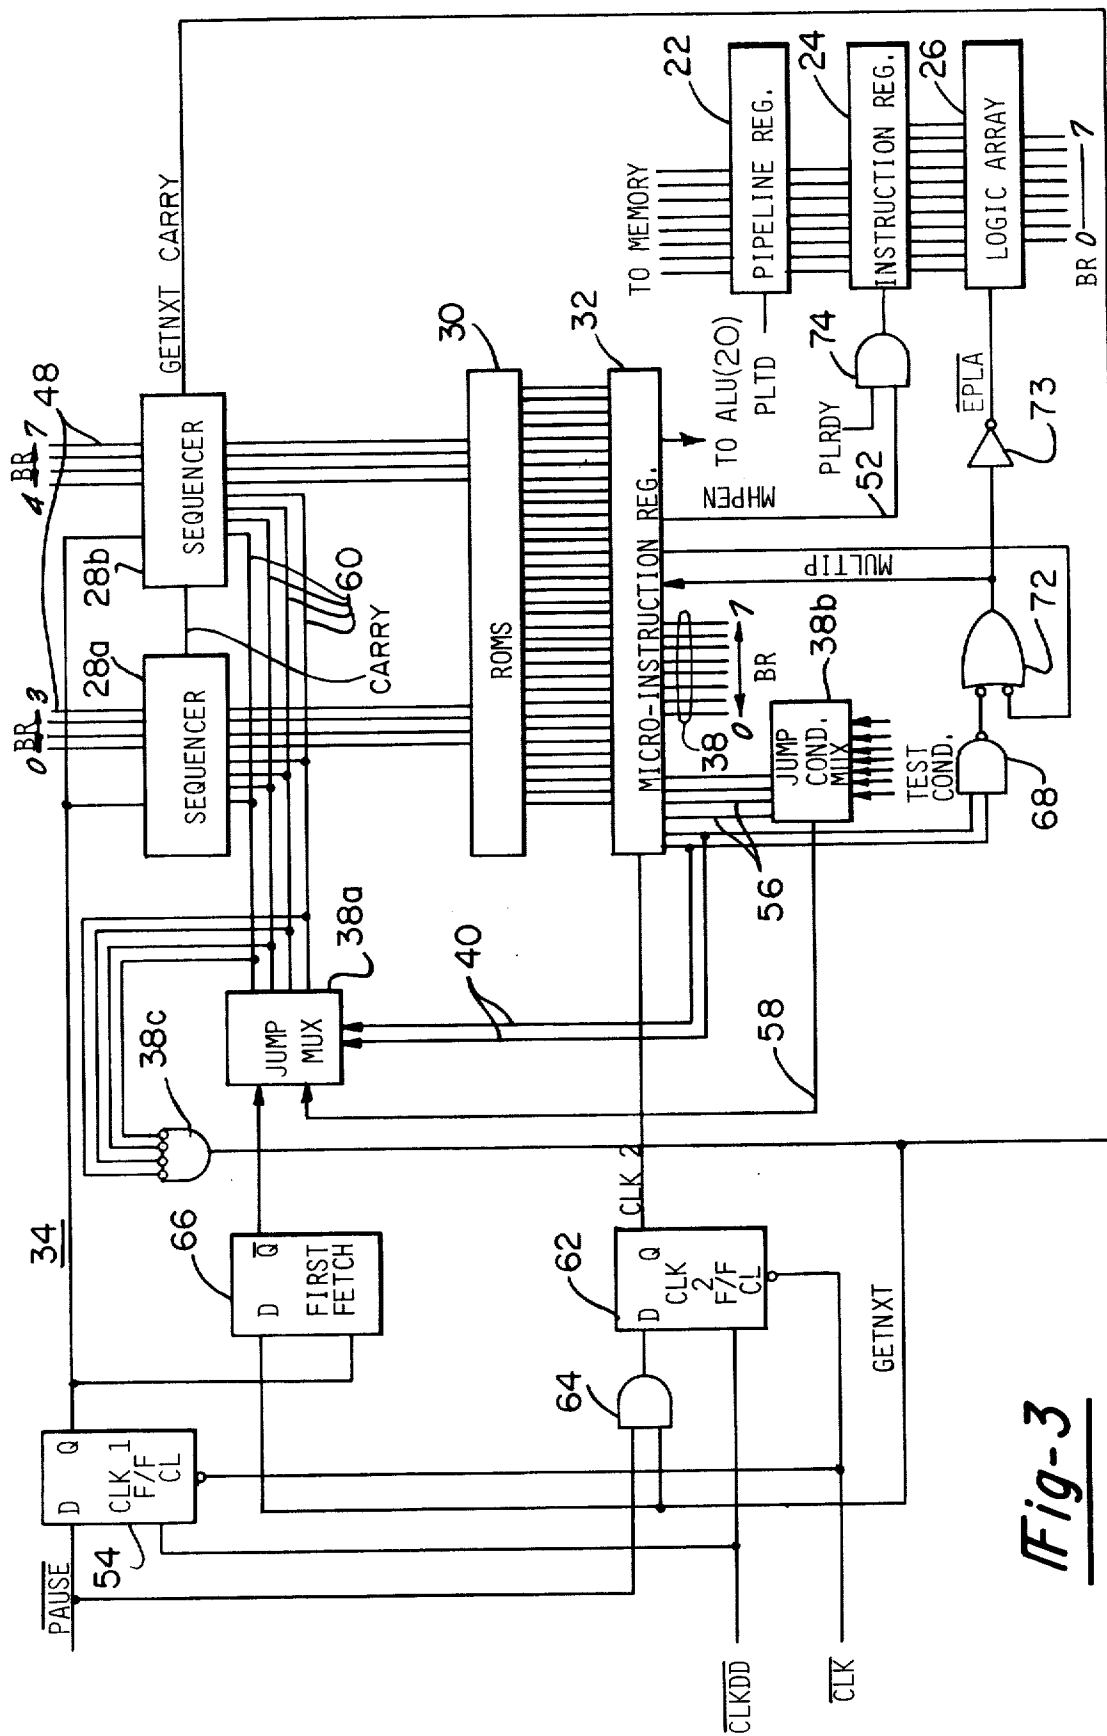 34
PAUSE
D Q
CLK 1
F/F
CL
54
66
D Q
FIRST
FETCH
38c
JUMP
MUX
38a
64
62
D Q
CLK
2
F/F
CL
CLK 2
CLKDD
CLK
GETNXT
40
58
0 BR 3
4 BR 7
48
28a
SEQUENCER
28b
SEQUENCER
CARRY
60
GETNXT CARRY
ROMS
30
MICRO-INSTRUCTION REG.
32
56
38
0 BR 7
JUMP
COND.
MUX
38b
TEST
COND.
68
72
MULTIP
MHPEN
52
TO ALU(20)
PLTD
PLRDY
74
73
EPLA
TO MEMORY
PIPELINE REG.
22
INSTRUCTION REG.
24
LOGIC ARRAY
26
BR 0 7
Fig-3